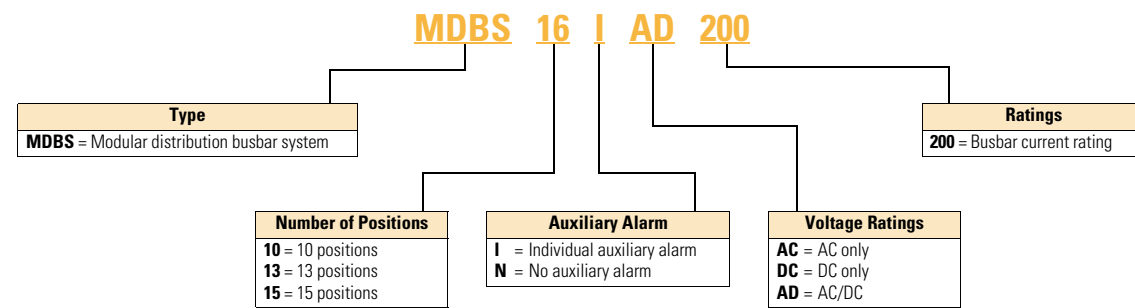 MDBS 16 I AD 200
Type
MDBS = Modular distribution busbar system
Ratings
200 = Busbar current rating
Number of Positions
10 = 10 positions
13 = 13 positions
15 = 15 positions
Auxiliary Alarm
I = Individual auxiliary alarm
N = No auxiliary alarm
Voltage Ratings
AC = AC only
DC = DC only
AD = AC/DC